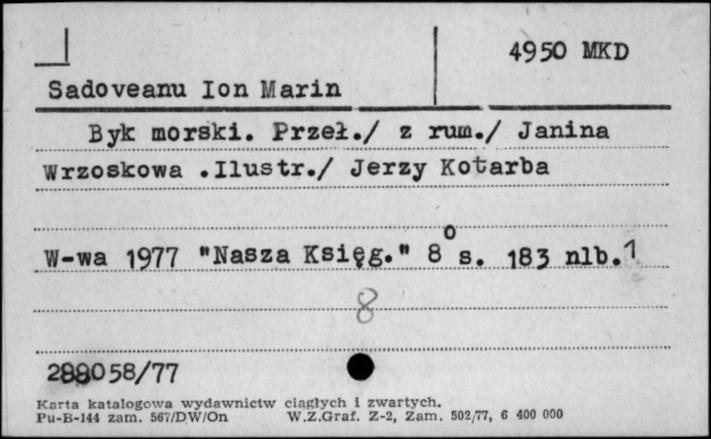 4950 MKD
Sadoveanu Ion Marin
Byk morski. Przeł./ z rum./ Janina
Wrzoskowa .Ilustr./ Jerzy Kotarba
W-wa 1977 "Nasza Księg." 8⁰ s. 183 nlb.1
8
288058/77
Karta katalogowa wydawnictw ciągłych i zwartych.
Pu-B-144 zam. 567/DW/On W.Z.Graf. Z-2, Zam. 502/77, 6 400 000